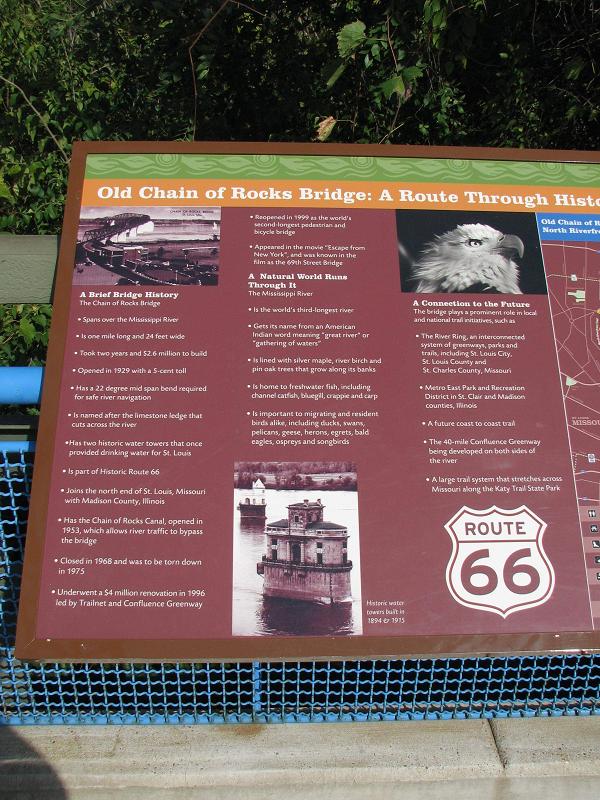 Old Chain of Rocks Bridge: A Route Through Histo
CHAIN OF ROCKS BRIDGE
A Brief Bridge History
The Chain of Rocks Bridge
• Spans over the Mississippi River
• Is one mile long and 24 feet wide
• Took two years and $2.6 million to build
• Opened in 1929 with a 5-cent toll
• Has a 22 degree mid span bend required
for safe river navigation
• Is named after the limestone ledge that
cuts across the river
•Has two historic water towers that once
provided drinking water for St. Louis
• Is part of Historic Route 66
• Joins the north end of St. Louis, Missouri
with Madison County, Illinois
• Has the Chain of Rocks Canal, opened in
1953, which allows river traffic to bypass
the bridge
• Closed in 1968 and was to be torn down
in 1975
• Underwent a $4 million renovation in 1996
led by Trailnet and Confluence Greenway
• Reopened in 1999 as the world's
second-longest pedestrian and
bicycle bridge
• Appeared in the movie "Escape from
New York", and was known in the
film as the 69th Street Bridge
A Natural World Runs
Through It
The Mississippi River
• Is the world's third-longest river
• Gets its name from an American
Indian word meaning "great river" or
"gathering of waters"
• Is lined with silver maple, river birch and
pin oak trees that grow along its banks
• Is home to freshwater fish, including
channel catfish, bluegill, crappie and carp
• Is important to migrating and resident
birds alike, including ducks, swans,
pelicans, geese, herons, egrets, bald
eagles, ospreys and songbirds
Historic water
towers built in
1894 & 1915
A Connection to the Future
The bridge plays a prominent role in local
and national trail initiatives, such as
• The River Ring, an interconnected
system of greenways, parks and
trails, including St. Louis City,
St. Louis County and
St. Charles County, Missouri
• Metro East Park and Recreation
District in St. Clair and Madison
counties, Illinois
• A future coast to coast trail
• The 40-mile Confluence Greenway
being developed on both sides of
the river
• A large trail system that stretches across
Missouri along the Katy Trail State Park
ROUTE
66
Old Chain of R
North Riverfr
MISSOU